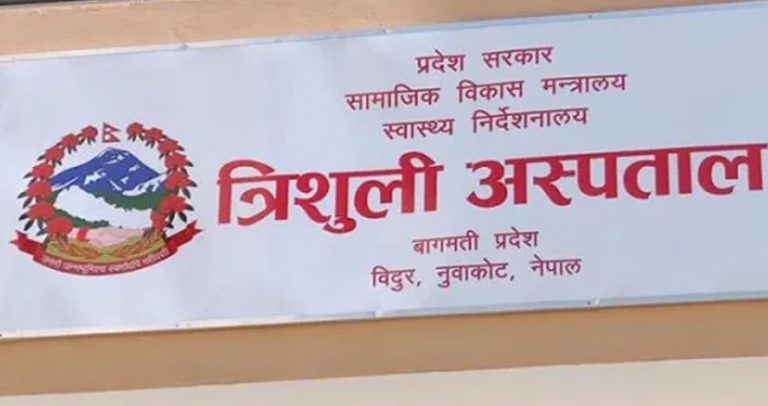 प्रदेश सरकार
सामाजिक विकास मन्त्रालय
स्वास्थ्य निर्देशनालय
त्रिशुली अस्पताल
बागमती प्रदेश
विदुर, नुवाकोट, नेपाल